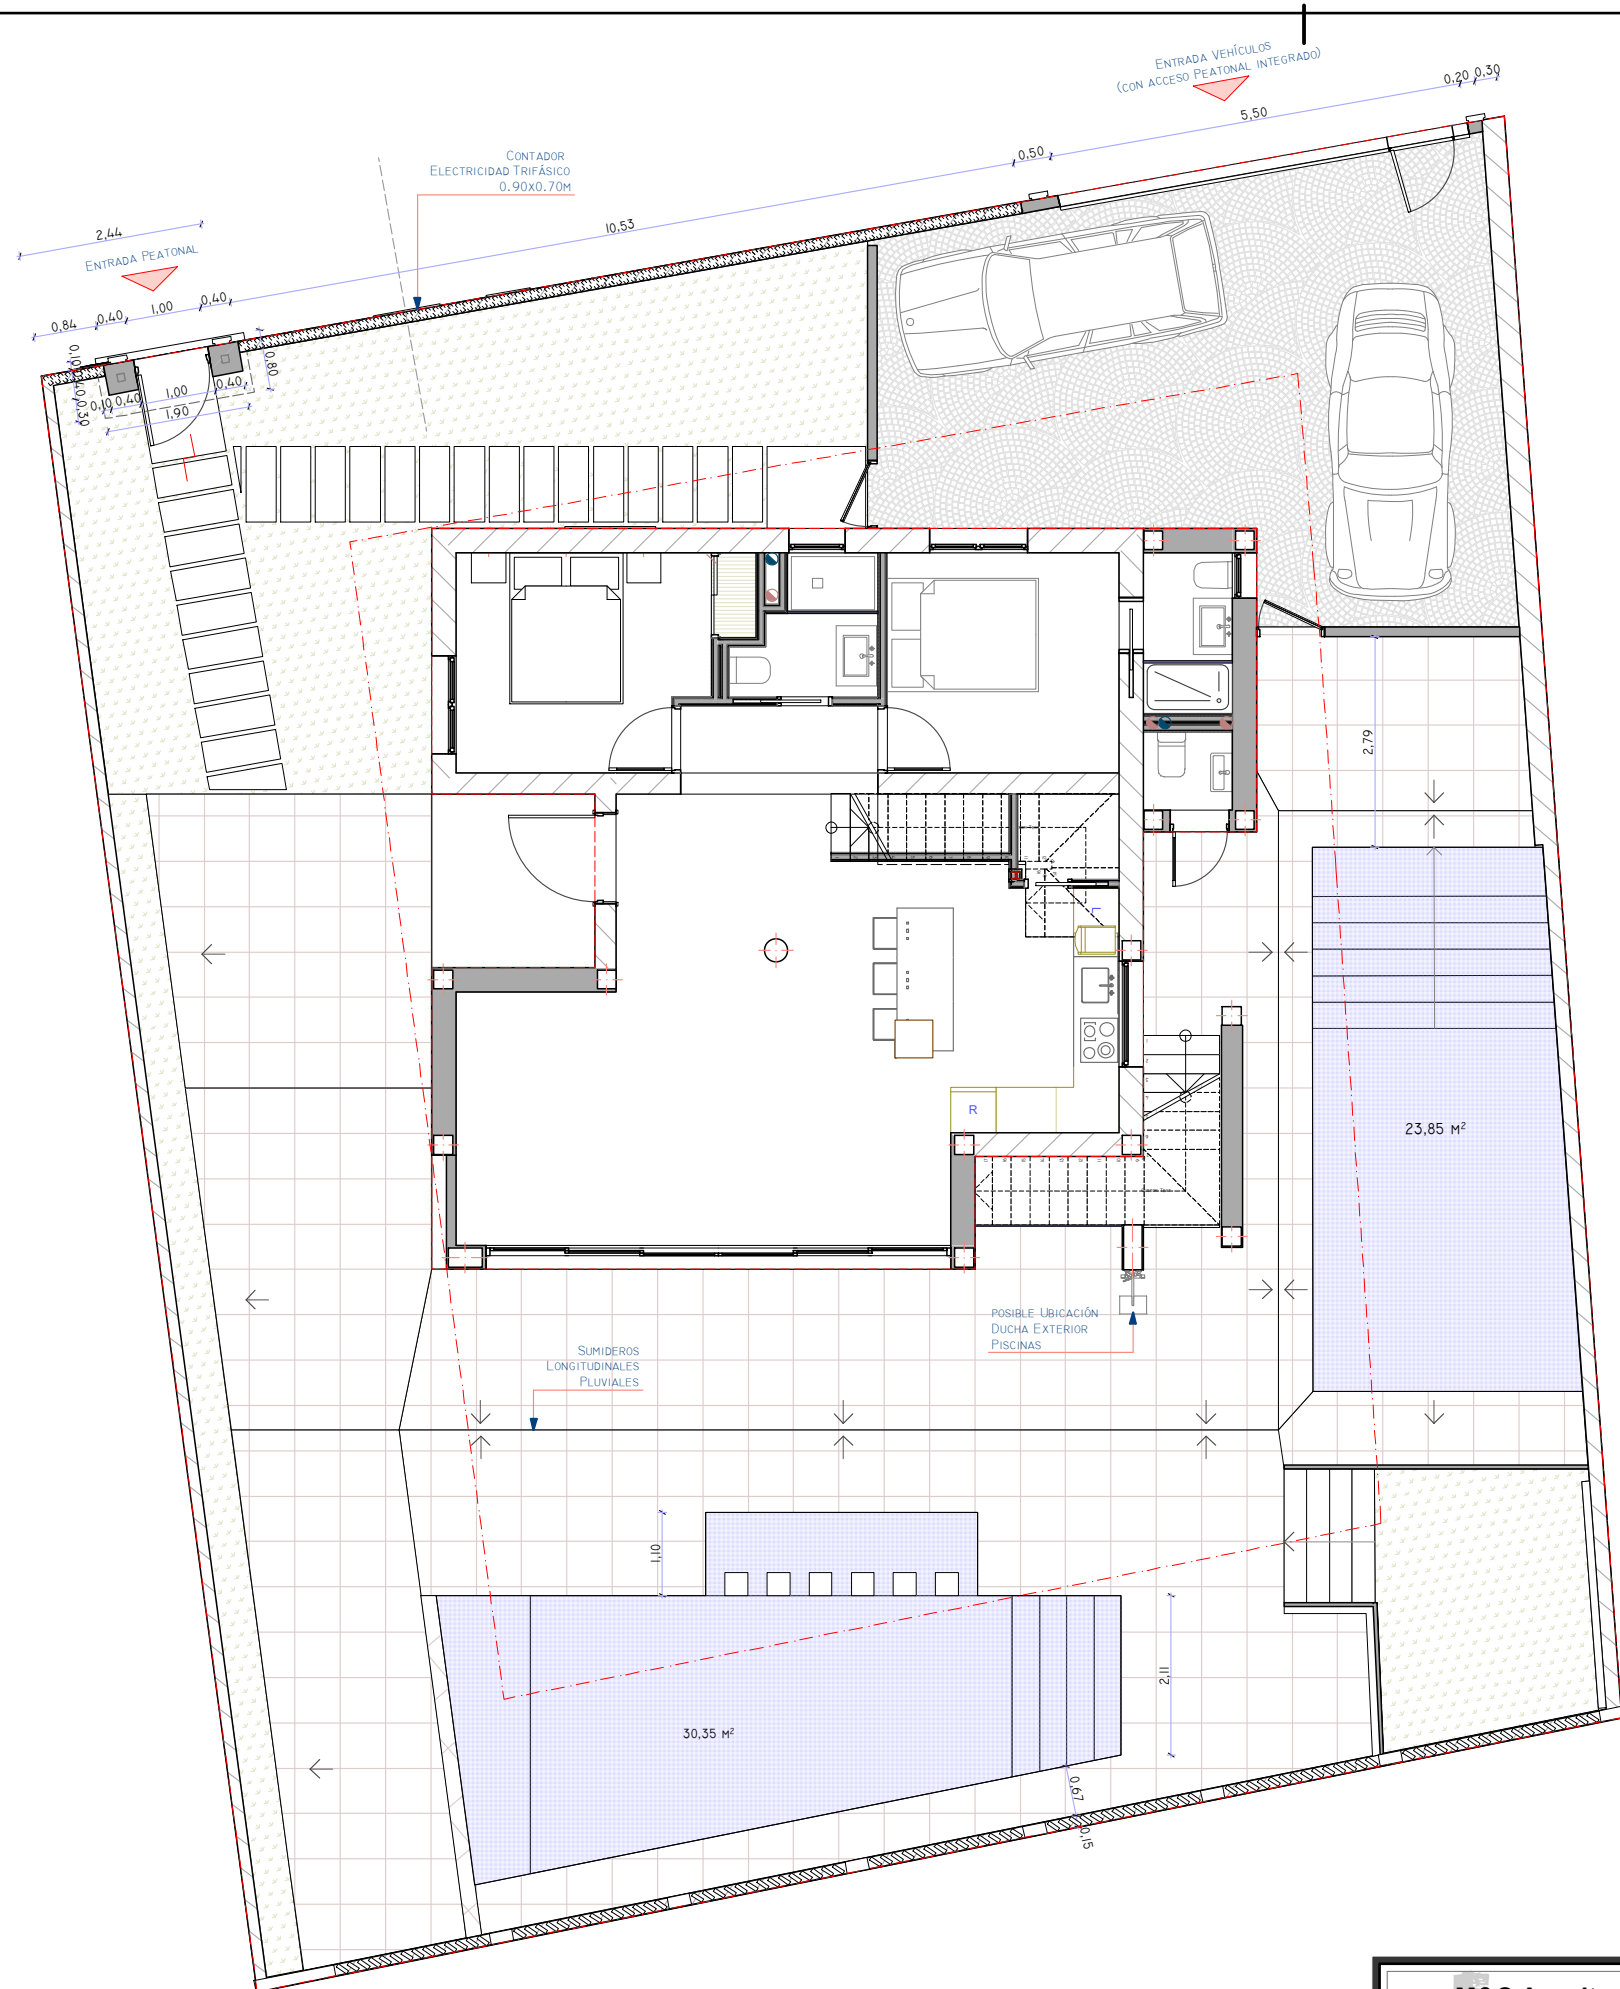 ENTRADA VEHÍCULOS
(CON ACCESO PEATONAL INTEGRADO)
0,20 0,30
5,50
0,50
CONTADOR
ELECTRICIDAD TRIFÁSICO
0.90x0.70M
10,53
2,44
ENTRADA PEATONAL
0,84 0,40 1,00 0,40
0,80
0,10 0,40 1,00 0,40
0,30
1,90
2,79
L
R
23,85 M²
POSIBLE UBICACIÓN
DUCHA EXTERIOR
PISCINAS
SUMIDEROS
LONGITUDINALES
PLUVIALES
1,10
2,11
30,35 M²
0,67
0,15